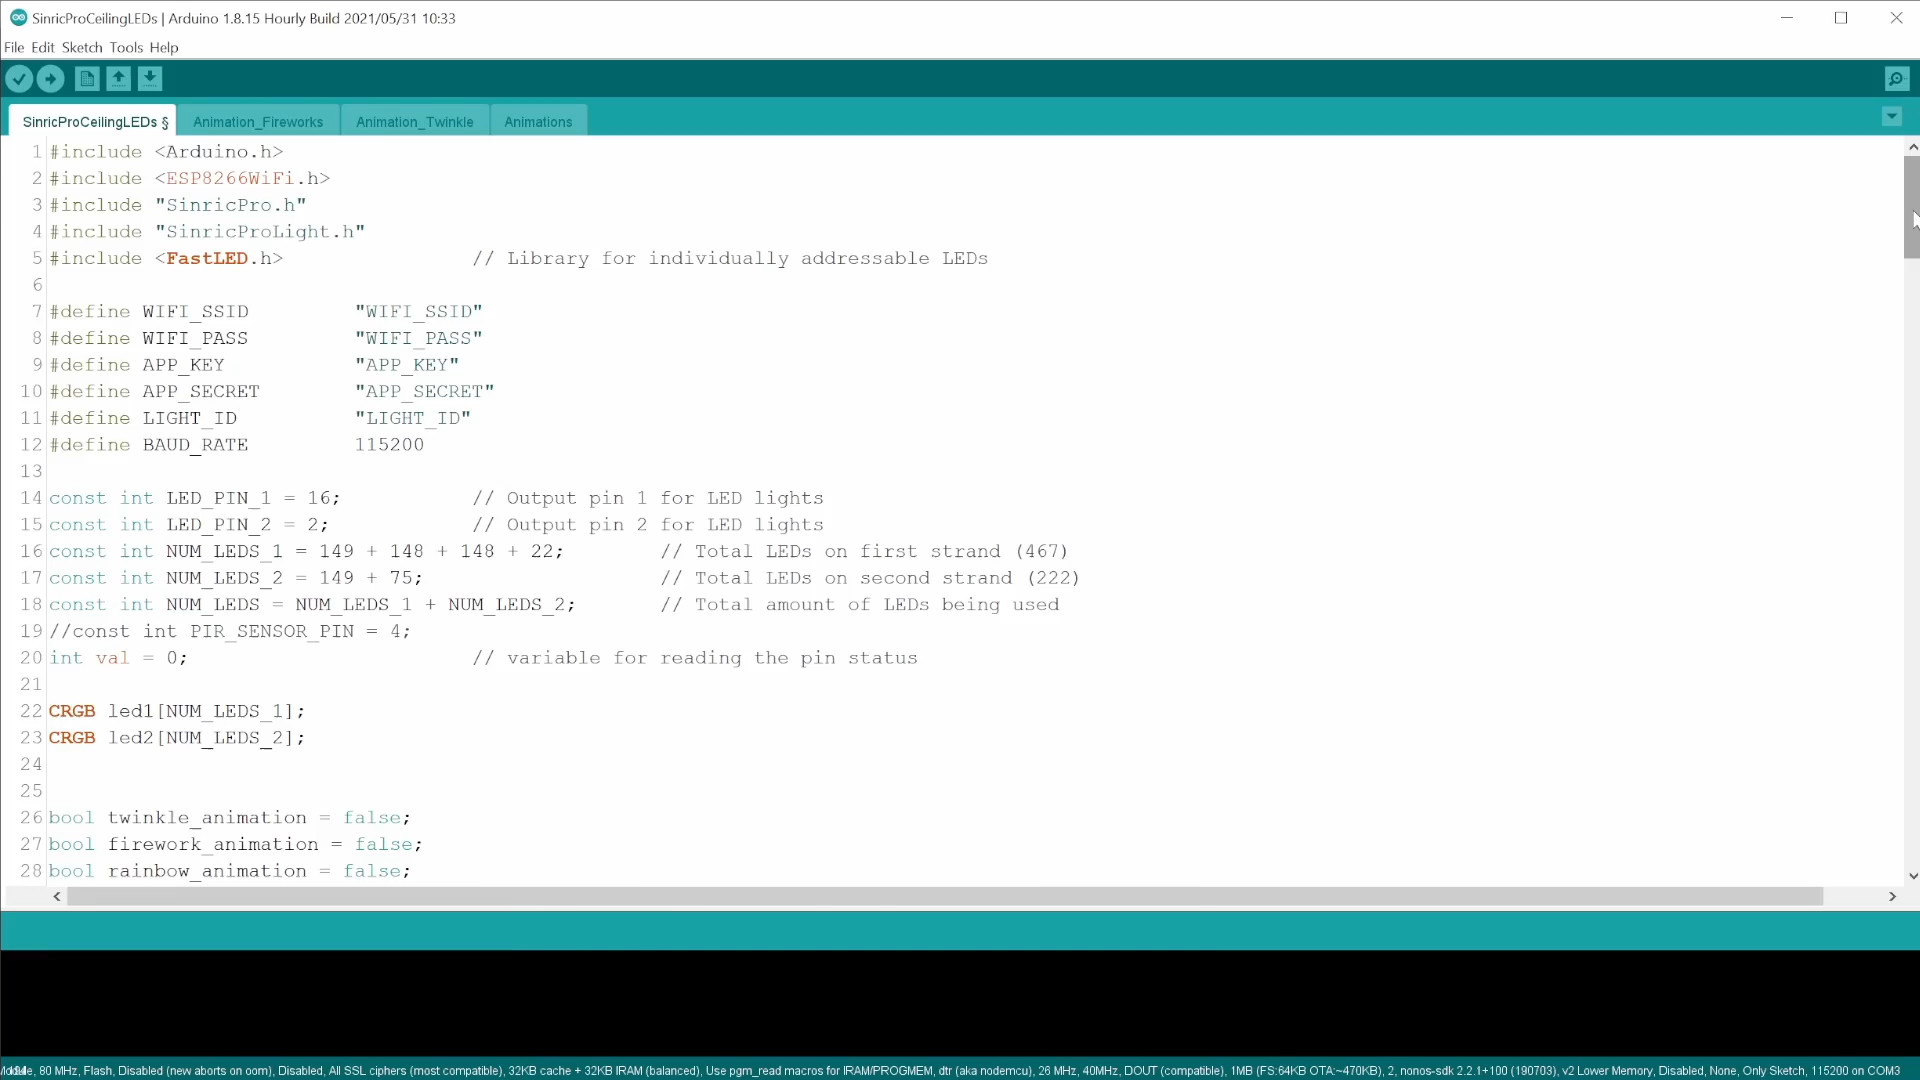 SinricProCeilingLEDs | Arduino 1.8.15 Hourly Build 2021/05/31 10:33
File Edit Sketch Tools Help
SinricProCeilingLEDs § Animation_Fireworks Animation_Twinkle Animations
1 #include <Arduino.h>
2 #include <ESP8266WiFi.h>
3 #include "SinricPro.h"
4 #include "SinricProLight.h"
5 #include <FastLED.h> // Library for individually addressable LEDs
6
7 #define WIFI_SSID "WIFI_SSID"
8 #define WIFI_PASS "WIFI_PASS"
9 #define APP_KEY "APP_KEY"
10 #define APP_SECRET "APP_SECRET"
11 #define LIGHT_ID "LIGHT_ID"
12 #define BAUD_RATE 115200
13
14 const int LED_PIN_1 = 16; // Output pin 1 for LED lights
15 const int LED_PIN_2 = 2; // Output pin 2 for LED lights
16 const int NUM_LEDS_1 = 149 + 148 + 148 + 22; // Total LEDs on first strand (467)
17 const int NUM_LEDS_2 = 149 + 75; // Total LEDs on second strand (222)
18 const int NUM_LEDS = NUM_LEDS_1 + NUM_LEDS_2; // Total amount of LEDs being used
19 //const int PIR_SENSOR_PIN = 4;
20 int val = 0; // variable for reading the pin status
21
22 CRGB led1[NUM_LEDS_1];
23 CRGB led2[NUM_LEDS_2];
24
25
26 bool twinkle_animation = false;
27 bool firework_animation = false;
28 bool rainbow_animation = false;
80 MHz, Flash, Disabled (new aborts on oom), Disabled, All SSL ciphers (most compatible), 32KB cache + 32KB IRAM (balanced), Use pgm_read macros for IRAM/PROGMEM, dtr (aka nodemcu), 26 MHz, 40MHz, DOUT (compatible), 1MB (FS:64KB OTA:~470KB), 2, nonos-sdk 2.2.1+100 (190703), v2 Lower Memory, Disabled, None, Only Sketch, 115200 on COM3